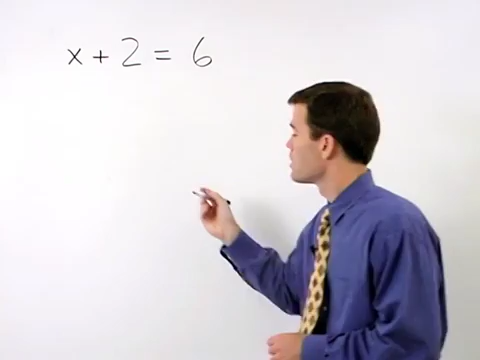 x + 2 = 6